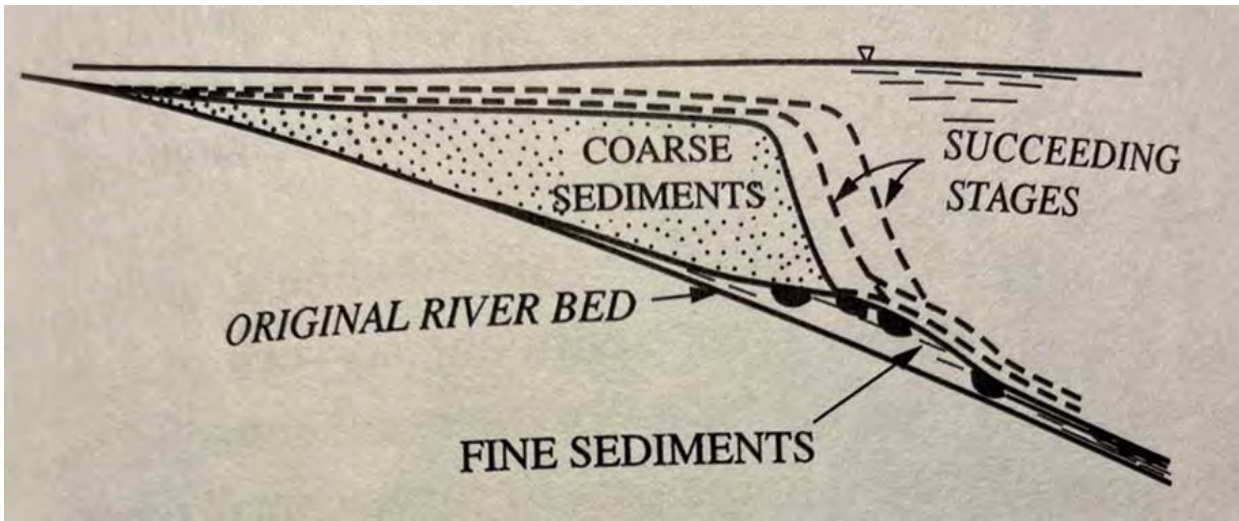 COARSE
SEDIMENTS
SUCCEEDING
STAGES
ORIGINAL RIVER BED
FINE SEDIMENTS